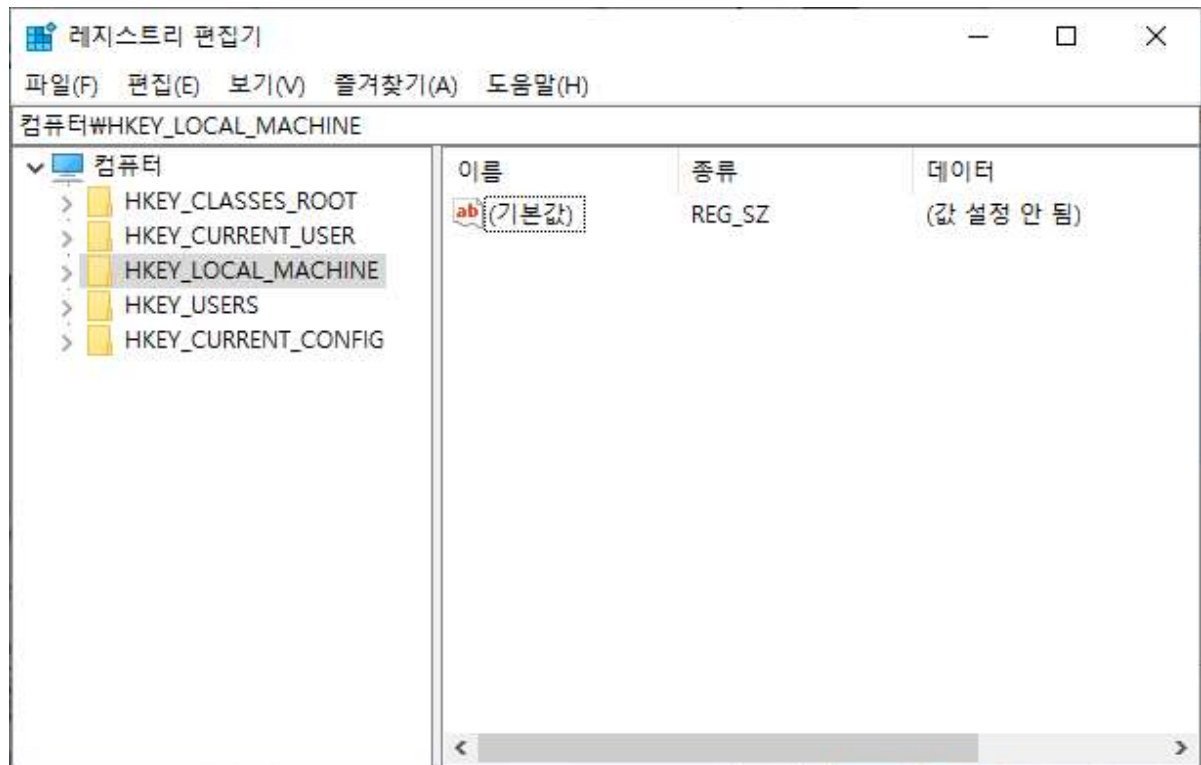 레지스트리 편집기
파일(F) 편집(E) 보기(V) 즐겨찾기(A) 도움말(H)
컴퓨터₩HKEY_LOCAL_MACHINE
컴퓨터
HKEY_CLASSES_ROOT
HKEY_CURRENT_USER
HKEY_LOCAL_MACHINE
HKEY_USERS
HKEY_CURRENT_CONFIG
이름 종류 데이터
ab (기본값) REG_SZ (값 설정 안 됨)